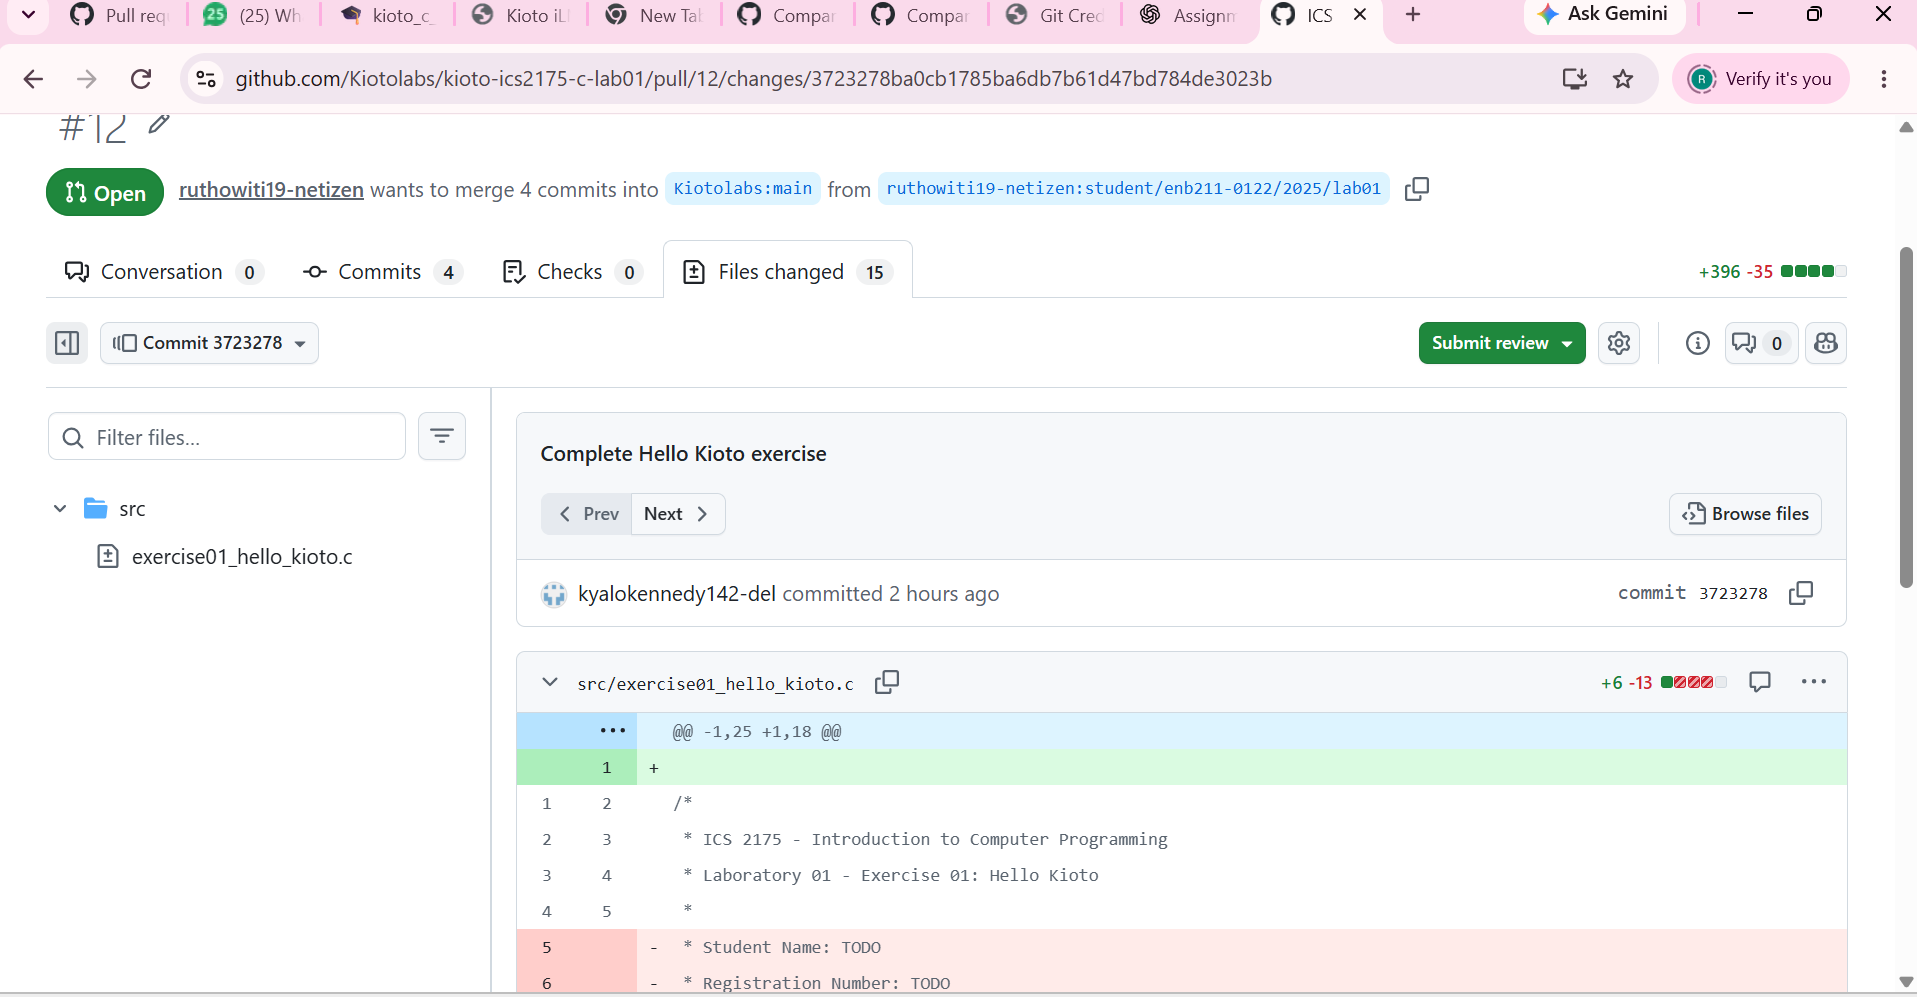 Pull requ
25 (25) Wh
kioto_c_
Kioto iL
New Tab
Compar
Compar
Git Cred
Assignm
ICS
Ask Gemini
github.com/Kiotolabs/kioto-ics2175-c-lab01/pull/12/changes/3723278ba0cb1785ba6db7b61d47bd784de3023b
R Verify it's you
#12
Open
ruthowiti19-netizen wants to merge 4 commits into Kiotolabs:main from ruthowiti19-netizen:student/enb211-0122/2025/lab01
Conversation 0
Commits 4
Checks 0
Files changed 15
+396 -35
Commit 3723278
Submit review
0
Filter files...
src
exercise01_hello_kioto.c
Complete Hello Kioto exercise
Prev
Next
Browse files
kyalokennedy142-del committed 2 hours ago
commit 3723278
src/exercise01_hello_kioto.c
+6 -13
@@ -1,25 +1,18 @@
1 +
1 2 /*
2 3 * ICS 2175 - Introduction to Computer Programming
3 4 * Laboratory 01 - Exercise 01: Hello Kioto
4 5 *
5 - * Student Name: TODO
6 - * Registration Number: TODO